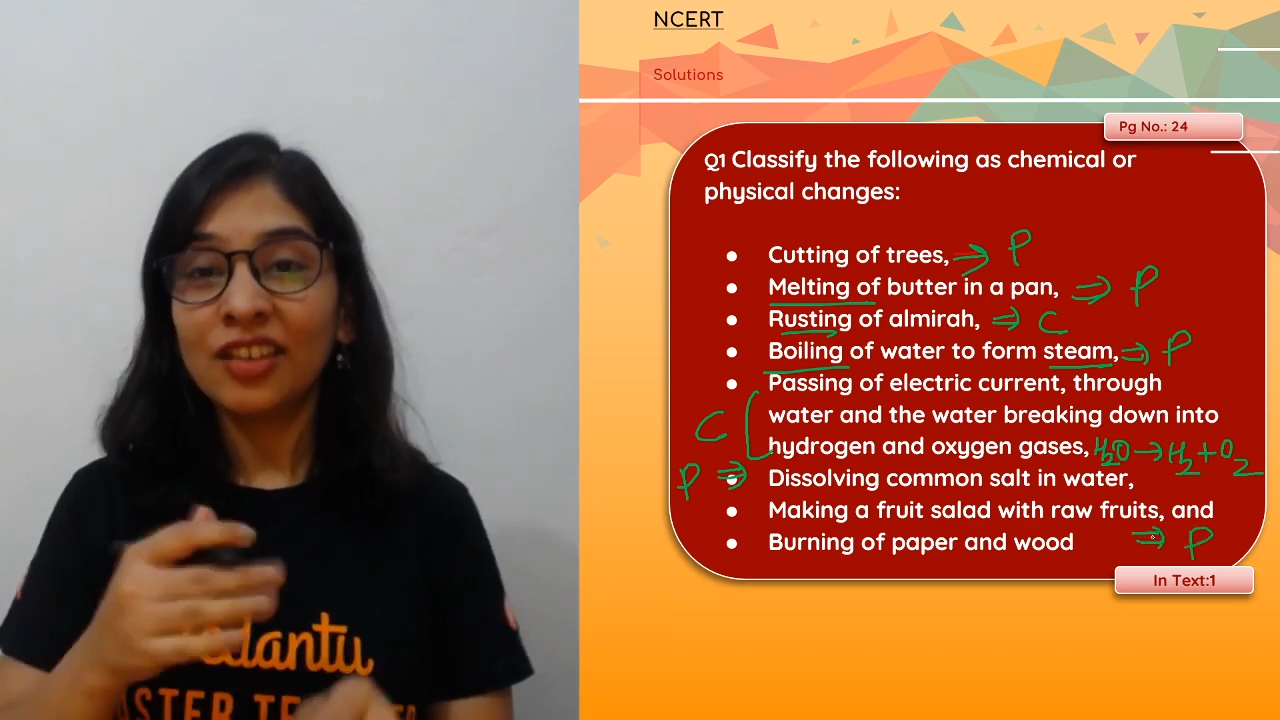 NCERT
Solutions
Pg No.: 24
Q1 Classify the following as chemical or
physical changes:
● Cutting of trees, → P
● Melting of butter in a pan, ⇒ P
● Rusting of almirah, ⇒ C
● Boiling of water to form steam, ⇒ P
● Passing of electric current, through
C water and the water breaking down into
hydrogen and oxygen gases, H2O → H2 + O2
P ⇒ ● Dissolving common salt in water,
● Making a fruit salad with raw fruits, and
● Burning of paper and wood ⇒ P
In Text:1
vedantu
MASTER